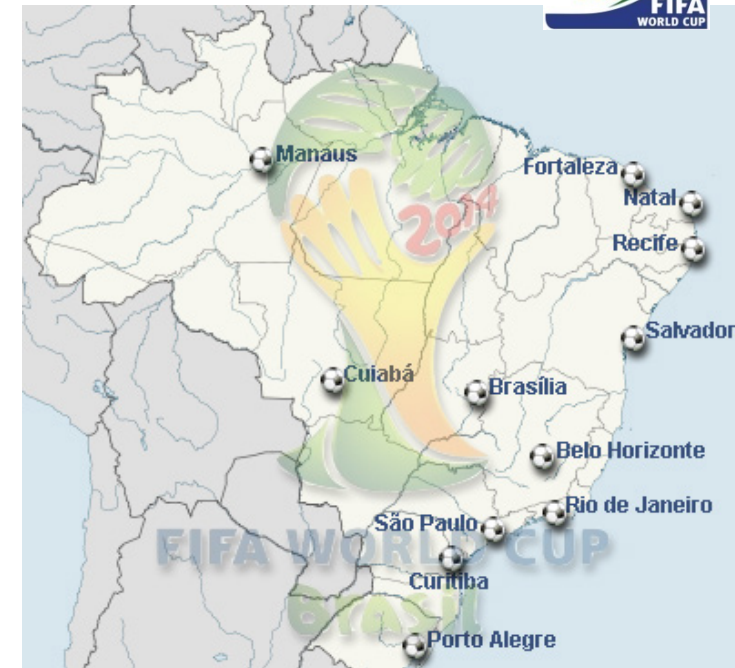 FIFA
WORLD CUP
Manaus
Fortaleza
Natal
2014
Recife
Salvador
Cuiabá
Brasília
Belo Horizonte
Rio de Janeiro
São Paulo
FIFA WORLD CUP
Curitiba
Brasil
Porto Alegre